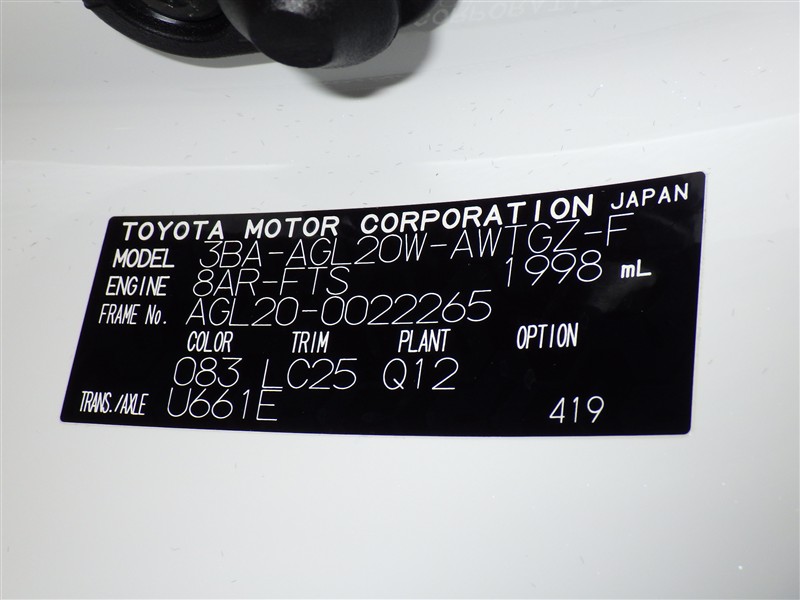 TOYOTA MOTOR CORPORATION JAPAN
MODEL 3BA-AGL20W-AWTGZ-F
ENGINE 8AR-FTS 1998 mL
FRAME No. AGL20-0022265
COLOR TRIM PLANT OPTION
083 LC25 Q12
TRANS./AXLE U661E 419